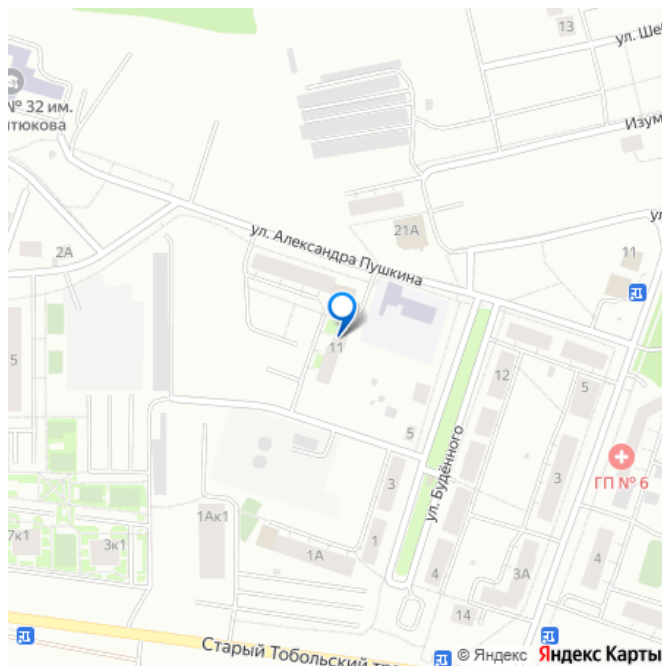 13
ул. Ше
№ 32 им.
тюкова
Изум
21А
ул. Александра Пушкина
2А
11
11
5
12
5
5
ул. Будённого
ГП № 6
3
3
1Ак1
1
7к1
3к1
1А
4
3А
4
14
Старый Тобольский тр
© Яндекс Яндекс Карты